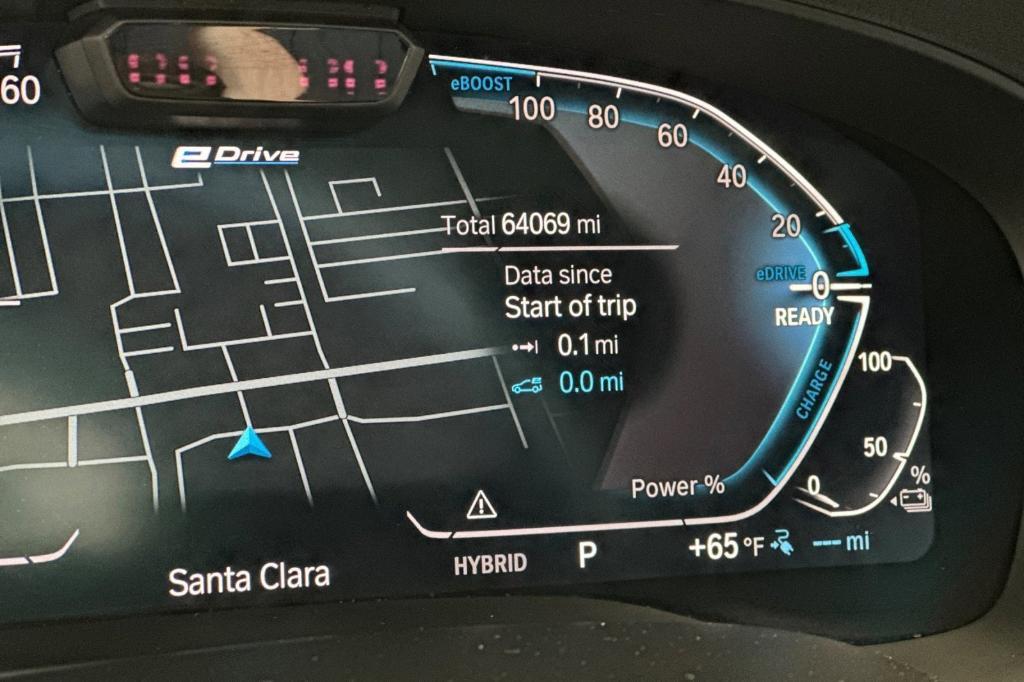 60
eBOOST
100
80
60
40
20
eDRIVE
0
READY
CHARGE
Power %
eDrive
Total 64069 mi
Data since
Start of trip
0.1 mi
0.0 mi
100
50
0
%
HYBRID
P
+65 °F
--- mi
Santa Clara